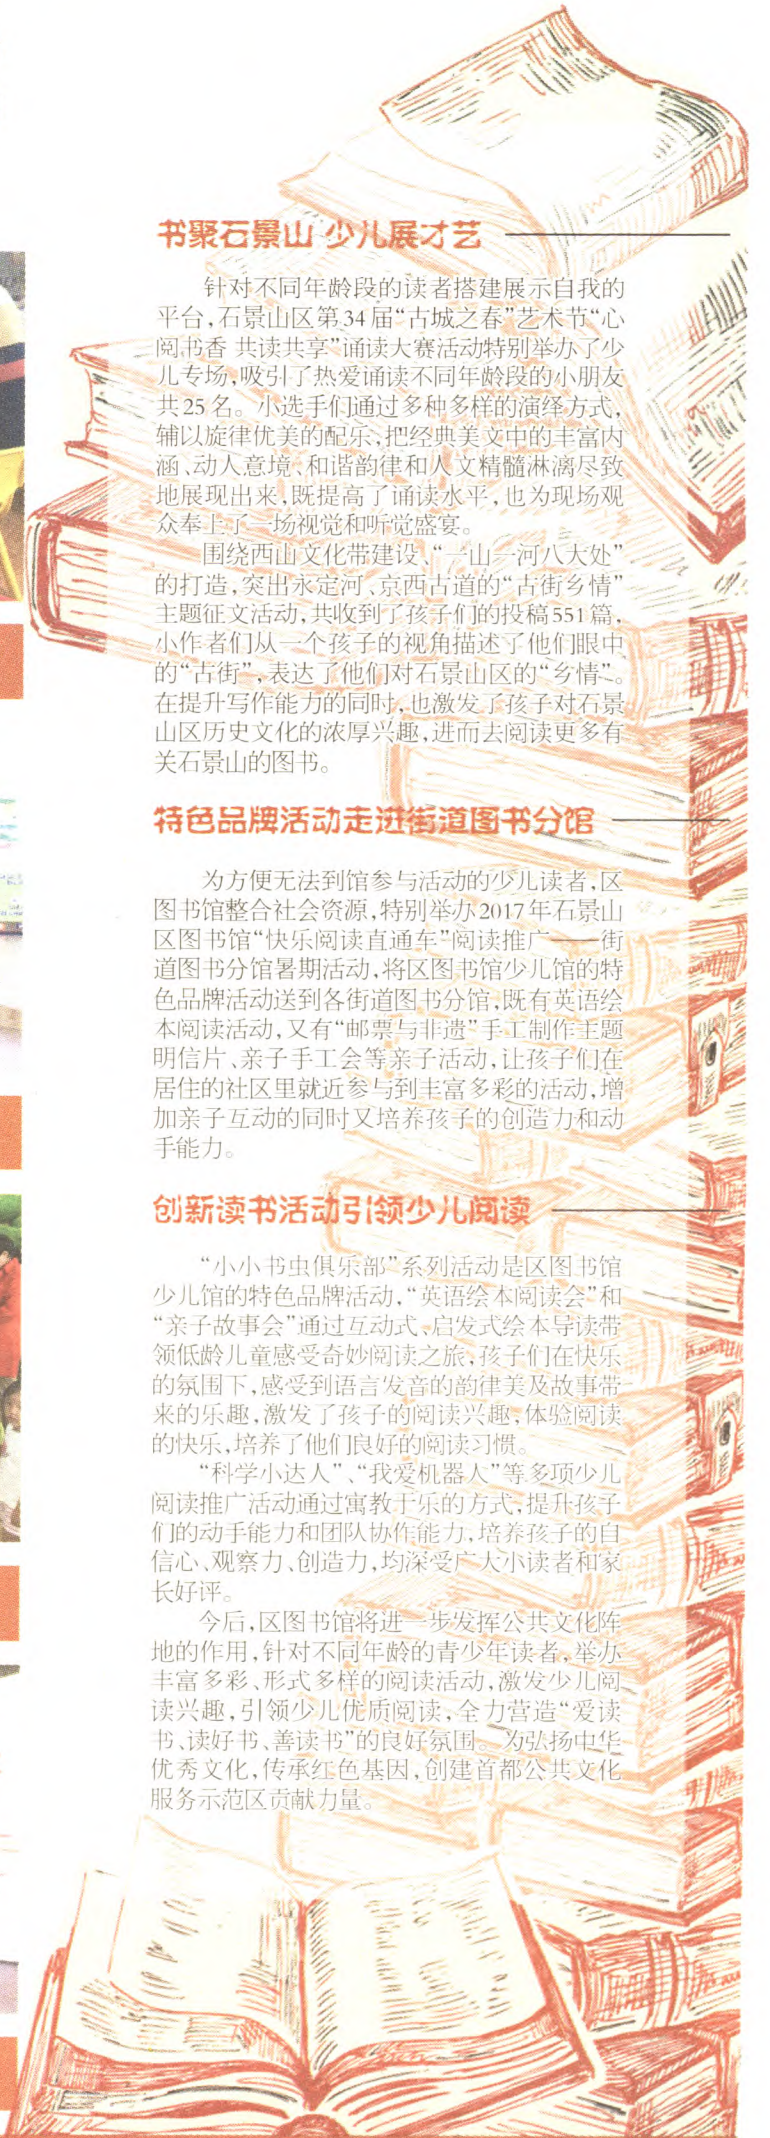 书聚石景山 少儿展才艺
针对不同年龄段的读者搭建展示自我的
平台，石景山区第34届“古城之春”艺术节“心
阅书香 共读共享”诵读大赛活动特别举办了少
儿专场，吸引了热爱诵读不同年龄段的小朋友
共25名。小选手们通过多种多样的演绎方式，
辅以旋律优美的配乐、把经典美文中的丰富内
涵、动人意境、和谐韵律和人文精髓淋漓尽致
地展现出来，既提高了诵读水平，也为现场观
众奉上了一场视觉和听觉盛宴。
围绕西山文化带建设、“一山一河八大处”
的打造，突出永定河、京西古道的“古街乡情”
主题征文活动，共收到了孩子们的投稿551篇，
小作者们从一个孩子的视角描述了他们眼中
的“古街”，表达了他们对石景山区的“乡情”。
在提升写作能力的同时，也激发了孩子对石景
山区历史文化的浓厚兴趣，进而去阅读更多有
关石景山的图书。
特色品牌活动走进街道图书分馆
为方便无法到馆参与活动的少儿读者，区
图书馆整合社会资源，特别举办2017年石景山
区图书馆“快乐阅读直通车”阅读推广——街
道图书分馆暑期活动，将区图书馆少儿馆的特
色品牌活动送到各街道图书分馆，既有英语绘
本阅读活动，又有“邮票与非遗”手工制作主题
明信片、亲子手工会等亲子活动，让孩子们在
居住的社区里就近参与到丰富多彩的活动，增
加亲子互动的同时又培养孩子的创造力和动
手能力。
创新读书活动引领少儿阅读
“小小书虫俱乐部”系列活动是区图书馆
少儿馆的特色品牌活动，“英语绘本阅读会”和
“亲子故事会”通过互动式、启发式绘本导读带
领低龄儿童感受奇妙阅读之旅，孩子们在快乐
的氛围下，感受到语言发音的韵律美及故事带
来的乐趣，激发了孩子的阅读兴趣，体验阅读
的快乐，培养了他们良好的阅读习惯。
“科学小达人”、“我爱机器人”等多项少儿
阅读推广活动通过寓教于乐的方式，提升孩子
们的动手能力和团队协作能力，培养孩子的自
信心、观察力、创造力，均深受广大小读者和家
长好评。
今后，区图书馆将进一步发挥公共文化阵
地的作用，针对不同年龄的青少年读者，举办
丰富多彩、形式多样的阅读活动，激发少儿阅
读兴趣，引领少儿优质阅读，全力营造“爱读
书、读好书、善读书”的良好氛围。为弘扬中华
优秀文化，传承红色基因，创建首都公共文化
服务示范区贡献力量。